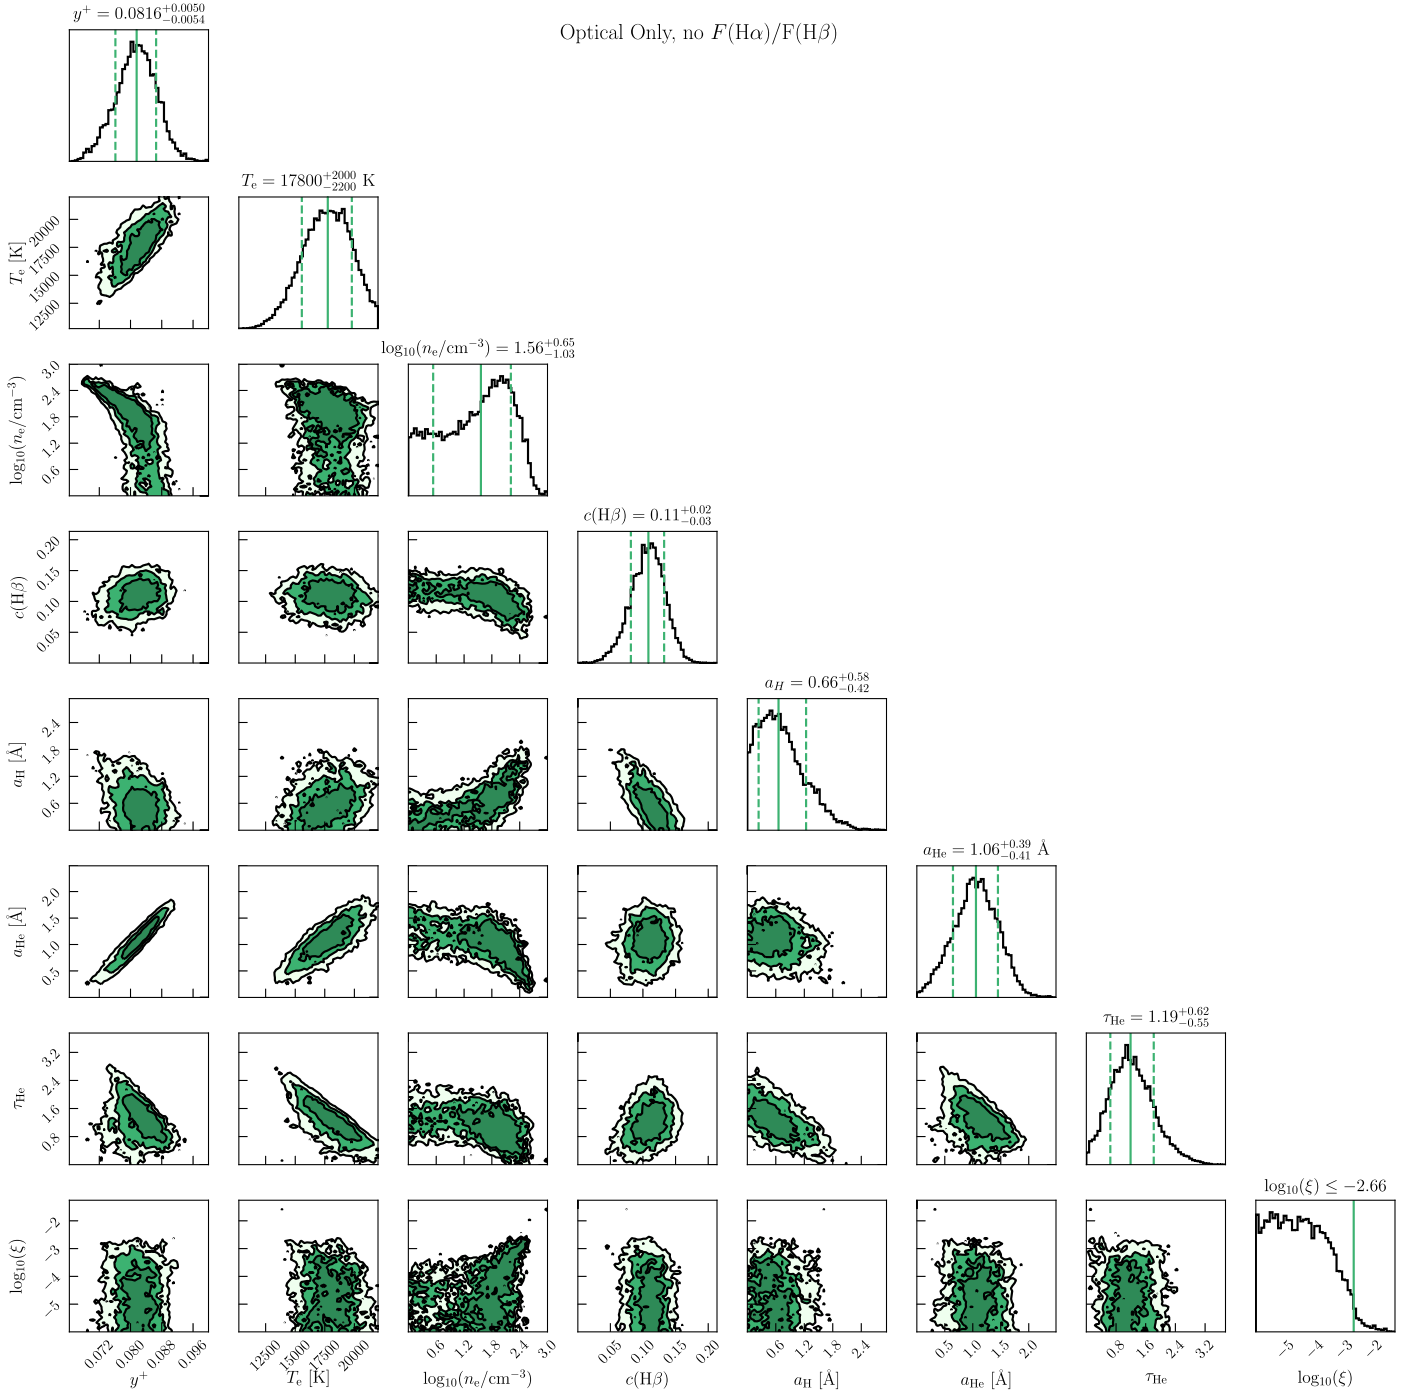 y⁺ = 0.0816^{+0.0050}_{−0.0054}
Optical Only, no F(Hα)/F(Hβ)
T_e = 17800^{+2000}_{−2200} K
T_e [K]
20000
17500
15000
12500
log₁₀(n_e/cm⁻³) = 1.56^{+0.65}_{−1.03}
log₁₀(n_e/cm⁻³)
3.0
2.4
1.8
1.2
0.6
c(Hβ) = 0.11^{+0.02}_{−0.03}
c(Hβ)
0.20
0.15
0.10
0.05
a_H = 0.66^{+0.58}_{−0.42}
a_H [Å]
2.4
1.8
1.2
0.6
a_He = 1.06^{+0.39}_{−0.41} Å
a_He [Å]
2.0
1.5
1.0
0.5
τ_He = 1.19^{+0.62}_{−0.55}
τ_He
3.2
2.4
1.6
0.8
log₁₀(ξ) ≤ −2.66
log₁₀(ξ)
−2
−3
−4
−5
0.072 0.080 0.088 0.096
12500 15000 17500 20000
0.6 1.2 1.8 2.4 3.0
0.05 0.10 0.15 0.20
0.6 1.2 1.8 2.4
0.5 1.0 1.5 2.0
0.8 1.6 2.4 3.2
−5 −4 −3 −2
y⁺
T_e [K]
log₁₀(n_e/cm⁻³)
c(Hβ)
a_H [Å]
a_He [Å]
τ_He
log₁₀(ξ)